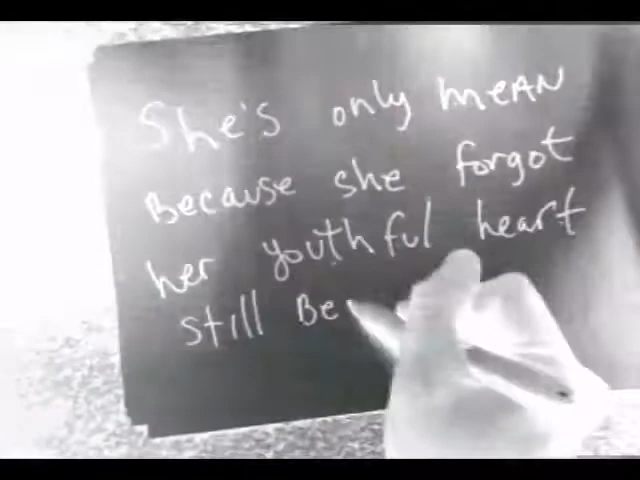 She's only meAN
Because she forgot
her youthful heart
still Be